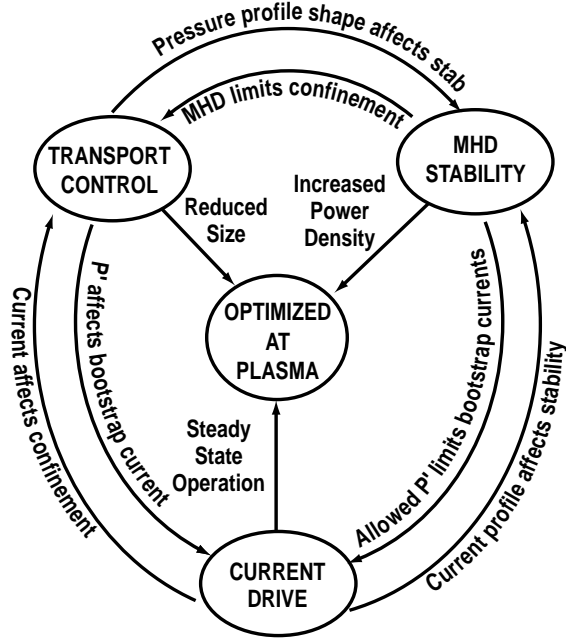 Pressure profile shape affects stab
MHD limits confinement
TRANSPORT
CONTROL
MHD
STABILITY
Reduced
Size
Increased
Power
Density
OPTIMIZED
AT
PLASMA
Current affects confinement
P' affects bootstrap current
Steady
State
Operation
Allowed P' limits bootstrap currents
Current profile affects stability
CURRENT
DRIVE